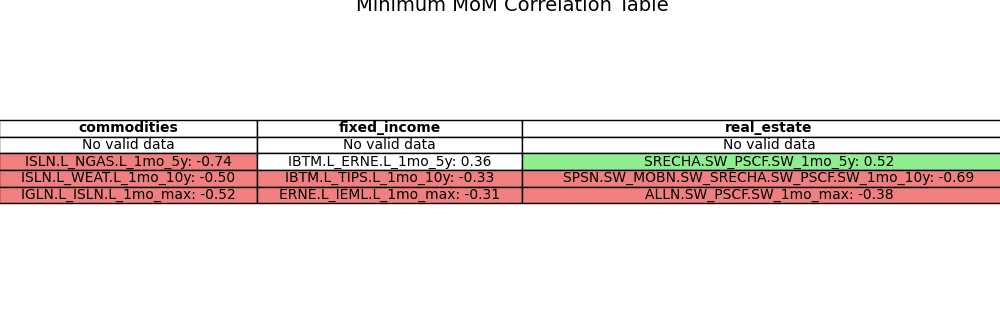 Minimum MoM Correlation Table
commodities fixed_income real_estate
No valid data No valid data No valid data
ISLN.L_NGAS.L_1mo_5y: -0.74 IBTM.L_ERNE.L_1mo_5y: 0.36 SRECHA.SW_PSCF.SW_1mo_5y: 0.52
ISLN.L_WEAT.L_1mo_10y: -0.50 IBTM.L_TIPS.L_1mo_10y: -0.33 SPSN.SW_MOBN.SW_SRECHA.SW_PSCF.SW_1mo_10y: -0.69
IGLN.L_ISLN.L_1mo_max: -0.52 ERNE.L_IEML.L_1mo_max: -0.31 ALLN.SW_PSCF.SW_1mo_max: -0.38